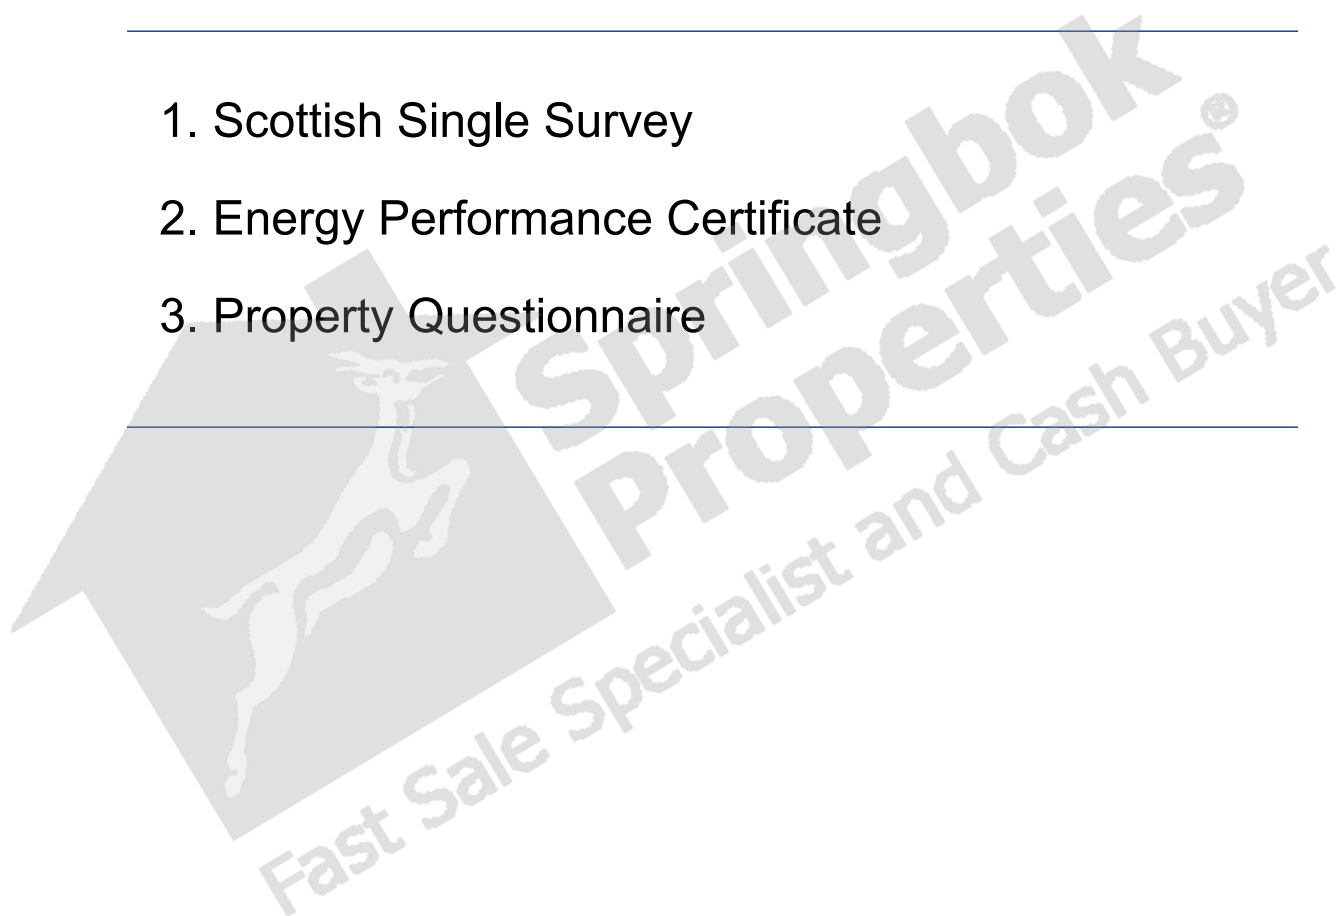 1. Scottish Single Survey
2. Energy Performance Certificate
3. Property Questionnaire
Springbok
Properties®
Fast Sale Specialist and Cash Buyer